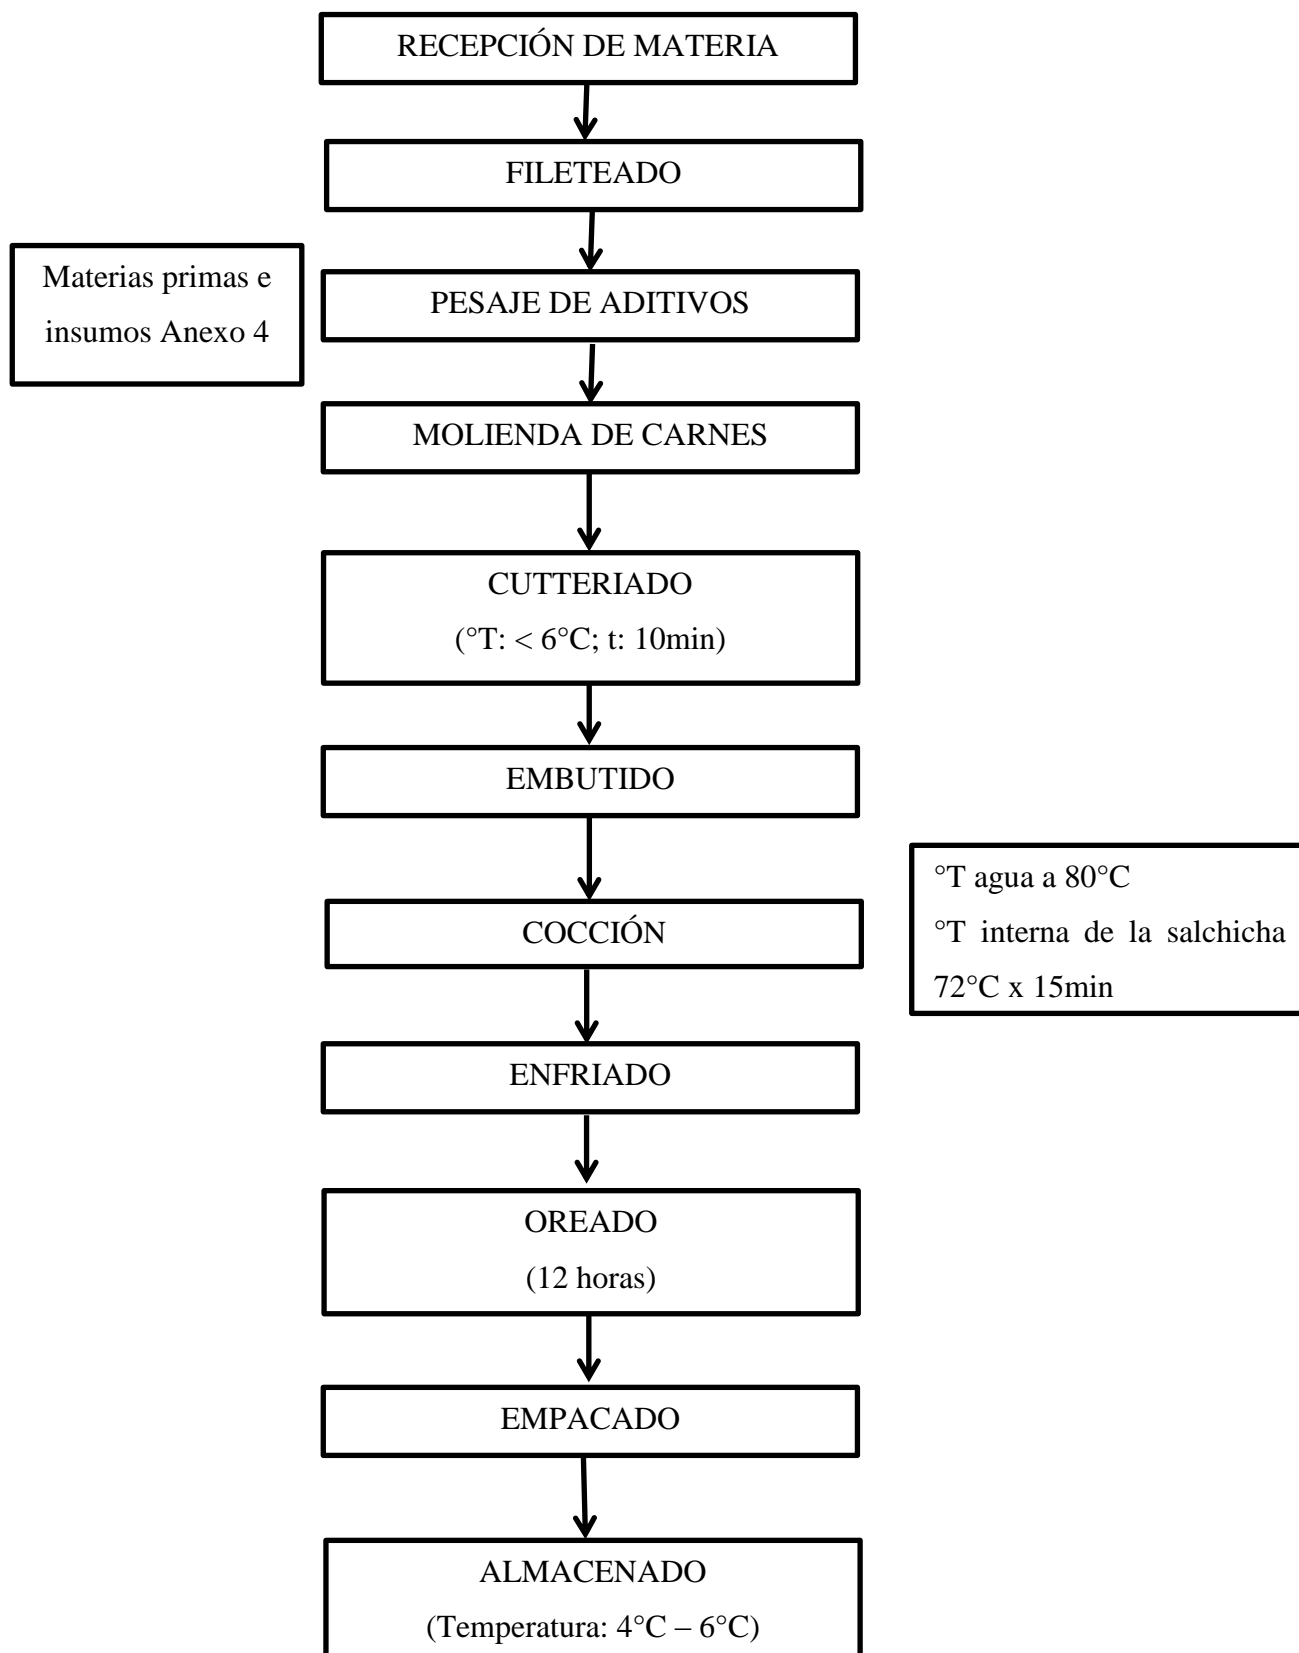 RECEPCIÓN DE MATERIA
FILETEADO
Materias primas e
insumos Anexo 4
PESAJE DE ADITIVOS
MOLIENDA DE CARNES
CUTTERIADO
(°T: < 6°C; t: 10min)
EMBUTIDO
COCCIÓN
°T agua a 80°C
°T interna de la salchicha
72°C x 15min
ENFRIADO
OREADO
(12 horas)
EMPACADO
ALMACENADO
(Temperatura: 4°C – 6°C)